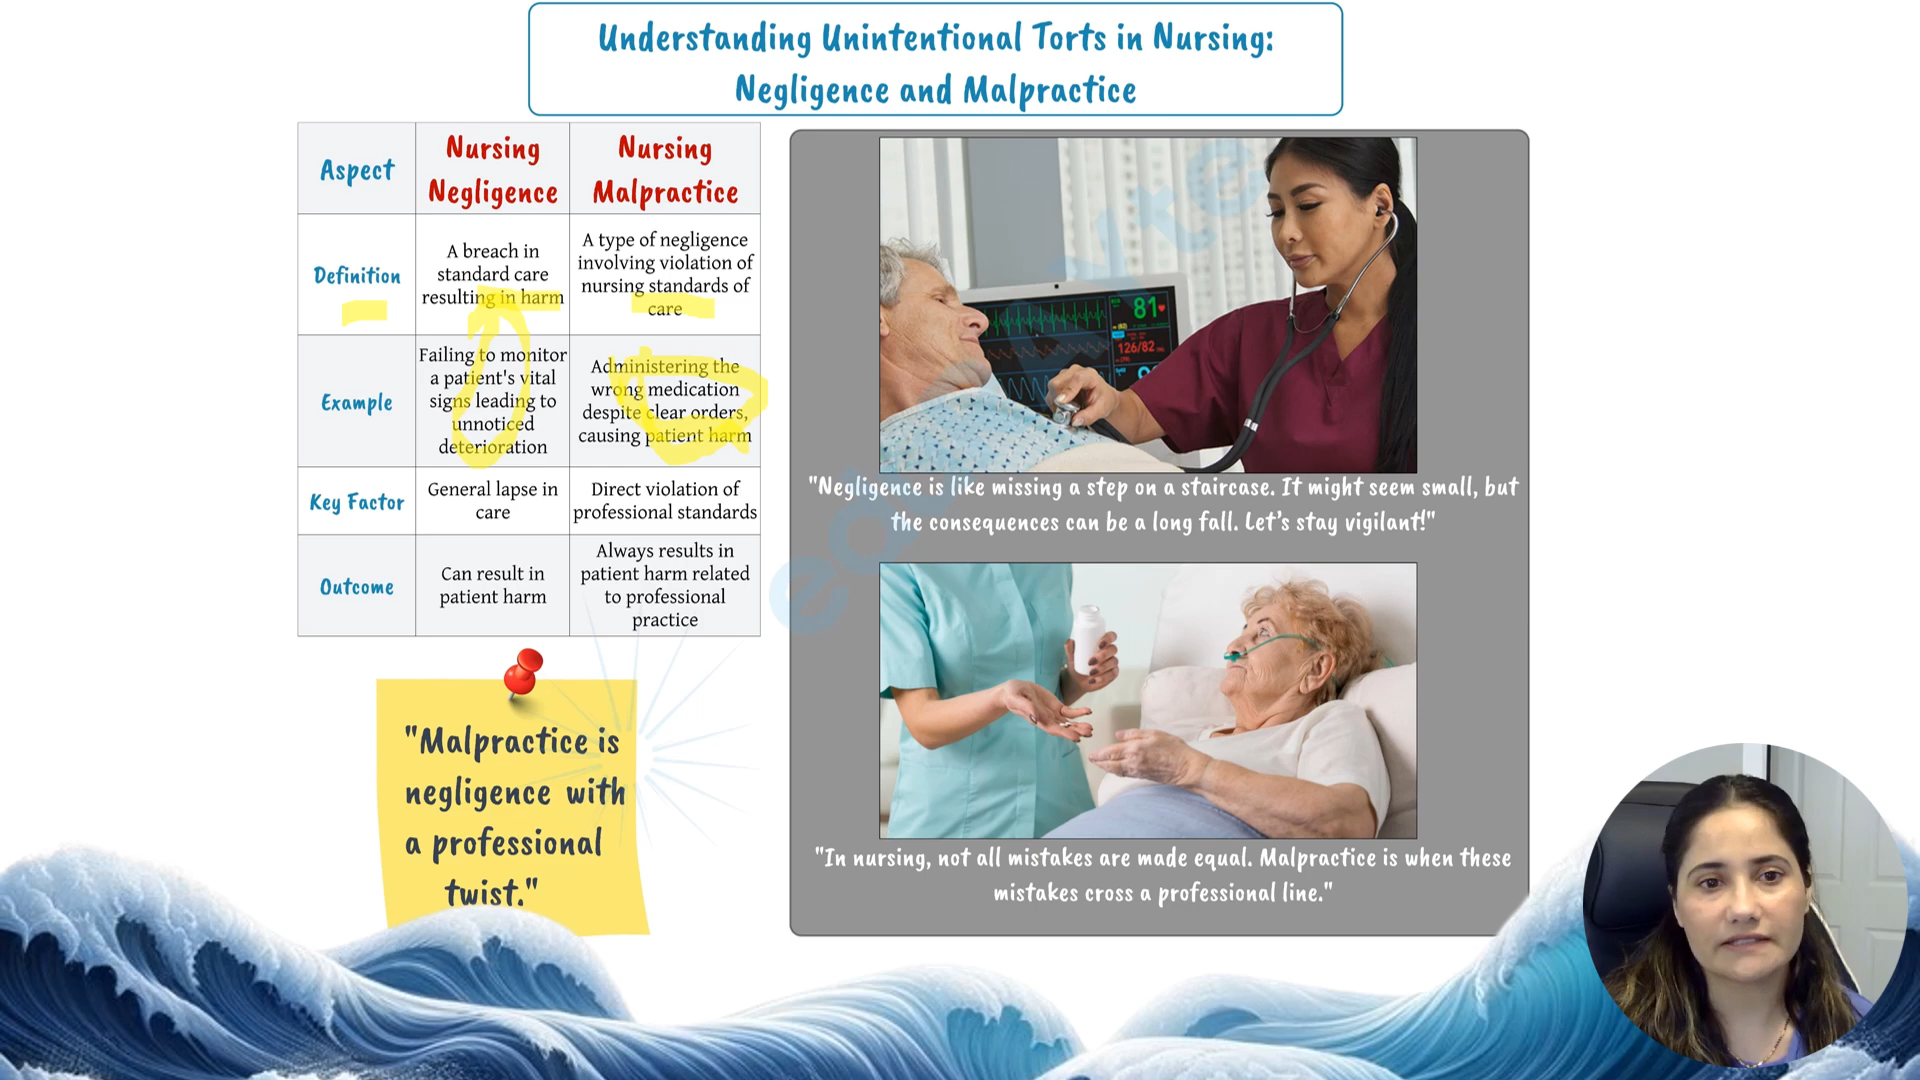 Understanding Unintentional Torts in Nursing:
Negligence and Malpractice
Aspect
Nursing
Negligence
Nursing
Malpractice
Definition
A breach in
standard care
resulting in harm
A type of negligence
involving violation of
nursing standards of
care
Example
Failing to monitor
a patient's vital
signs leading to
unnoticed
deterioration
Administering the
wrong medication
despite clear orders,
causing patient harm
Key Factor
General lapse in
care
Direct violation of
professional standards
Outcome
Can result in
patient harm
Always results in
patient harm related
to professional
practice
"Malpractice is
negligence with
a professional
twist."
81
126/82
"Negligence is like missing a step on a staircase. It might seem small, but
the consequences can be a long fall. Let's stay vigilant!"
"In nursing, not all mistakes are made equal. Malpractice is when these
mistakes cross a professional line."